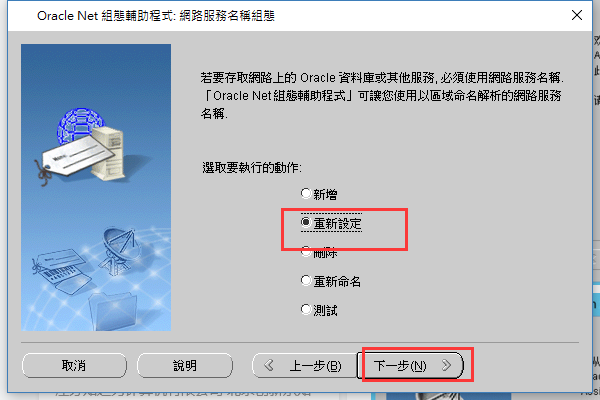 Oracle Net 組態輔助程式: 網路服務名稱組態
若要存取網路上的 Oracle 資料庫或其他服務, 必須使用網路服務名稱.
「Oracle Net 組態輔助程式」可讓您使用以區域命名解析的網路服務
名稱.
選取要執行的動作:
新增
重新設定
刪除
重新命名
測試
取消
說明
上一步(B)
下一步(N)